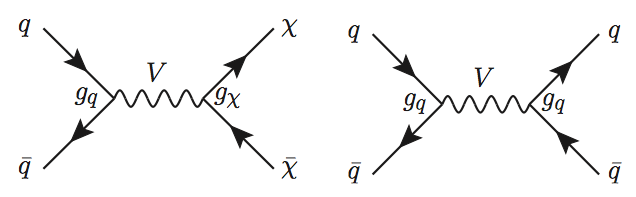 q χ q q
V V
g_q g_χ g_q g_q
q̄ χ̄ q̄ q̄